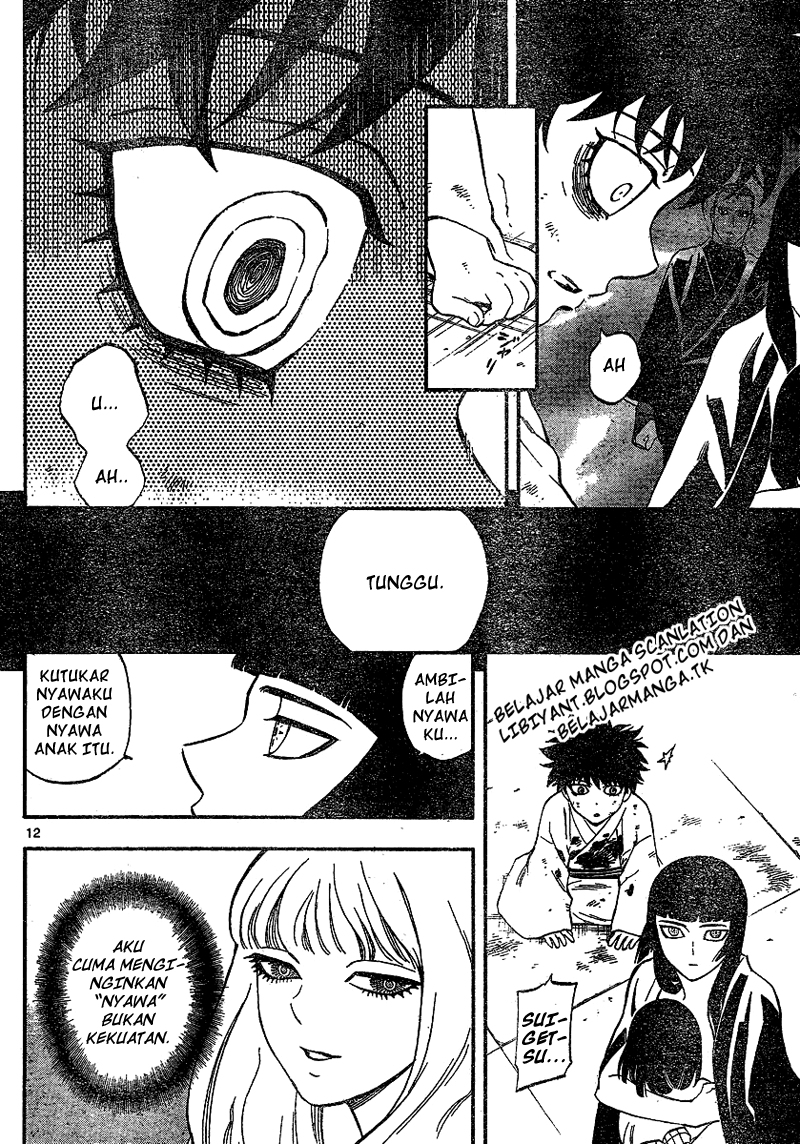 AH
U...
AH..
TUNGGU.
AMBI-
LAH
NYAWA
KU...
KUTUKAR
NYAWAKU
DENGAN
NYAWA
ANAK ITU.
-BELAJAR MANGA SCANLATION
LIBIYANT.BLOGSPOT.COM DAN
BELAJARMANGA.TK
SUI-
GET-
SU...
12
AKU
CUMA MENGI-
NGINKAN
"NYAWA"
BUKAN
KEKUATAN.